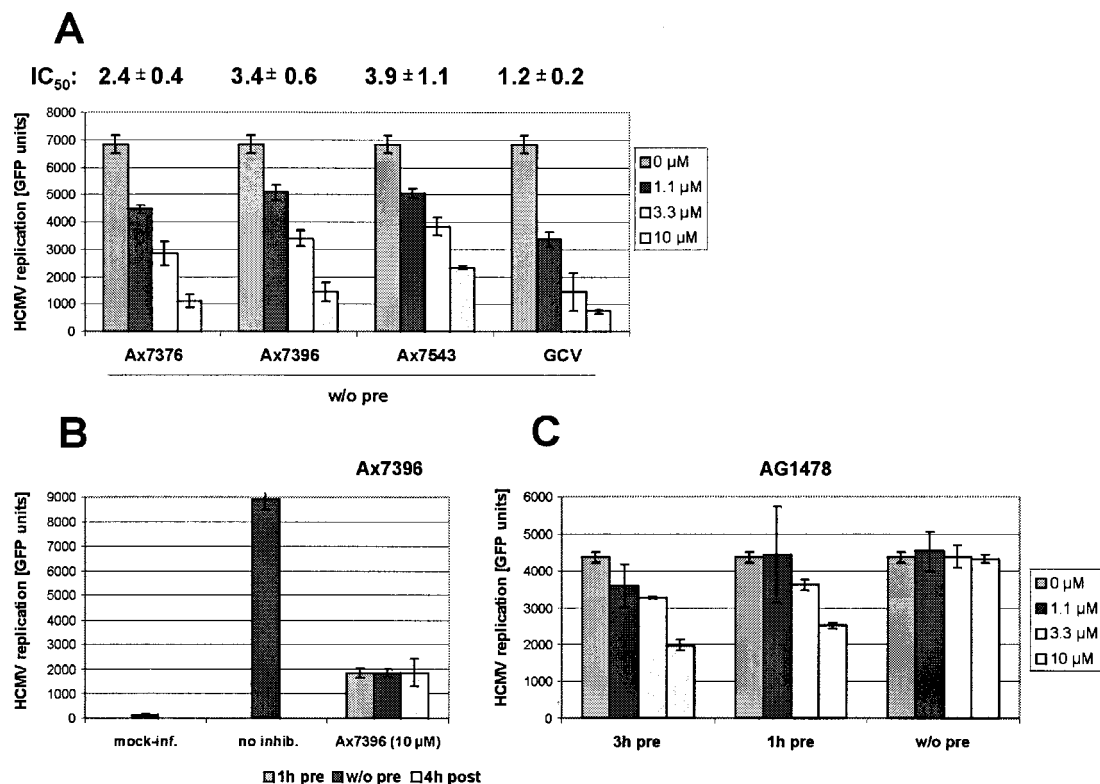 A
IC50: 2.4 ± 0.4 3.4 ± 0.6 3.9 ± 1.1 1.2 ± 0.2
HCMV replication [GFP units]
8000
7000
6000
5000
4000
3000
2000
1000
0
Ax7376 Ax7396 Ax7543 GCV
w/o pre
0 µM
1.1 µM
3.3 µM
10 µM
B
Ax7396
HCMV replication [GFP units]
9000
8000
7000
6000
5000
4000
3000
2000
1000
0
mock-inf. no inhib. Ax7396 (10 µM)
1h pre w/o pre 4h post
C
AG1478
HCMV replication [GFP units]
6000
5000
4000
3000
2000
1000
0
3h pre 1h pre w/o pre
0 µM
1.1 µM
3.3 µM
10 µM